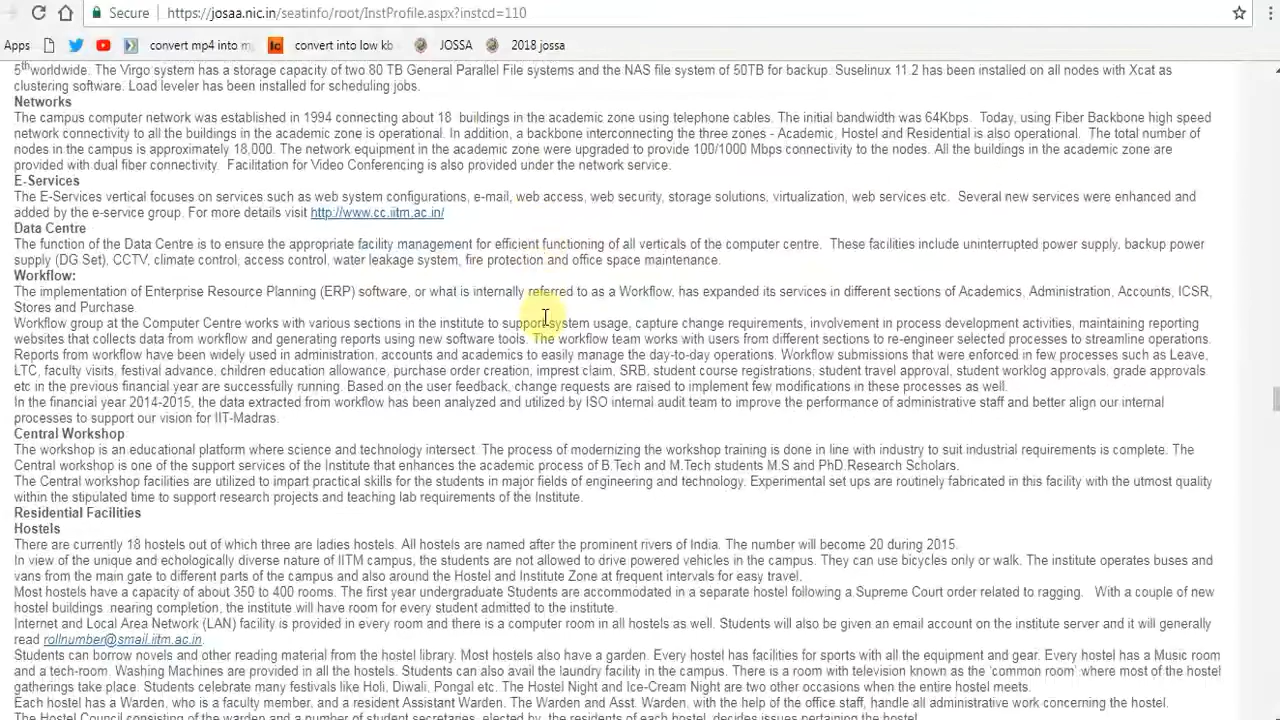 Secure https://josaa.nic.in/seatinfo/root/InstProfile.aspx?instcd=110
Apps convert mp4 into m convert into low kb JOSSA 2018 jossa
5thworldwide. The Virgo system has a storage capacity of two 80 TB General Parallel File systems and the NAS file system of 50TB for backup. Suselinux 11.2 has been installed on all nodes with Xcat as
clustering software. Load leveler has been installed for scheduling jobs.
Networks
The campus computer network was established in 1994 connecting about 18 buildings in the academic zone using telephone cables. The initial bandwidth was 64Kbps. Today, using Fiber Backbone high speed
network connectivity to all the buildings in the academic zone is operational. In addition, a backbone interconnecting the three zones - Academic, Hostel and Residential is also operational. The total number of
nodes in the campus is approximately 18,000. The network equipment in the academic zone were upgraded to provide 100/1000 Mbps connectivity to the nodes. All the buildings in the academic zone are
provided with dual fiber connectivity. Facilitation for Video Conferencing is also provided under the network service.
E-Services
The E-Services vertical focuses on services such as web system configurations, e-mail, web access, web security, storage solutions, virtualization, web services etc. Several new services were enhanced and
added by the e-service group. For more details visit http://www.cc.iitm.ac.in/
Data Centre
The function of the Data Centre is to ensure the appropriate facility management for efficient functioning of all verticals of the computer centre. These facilities include uninterrupted power supply, backup power
supply (DG Set), CCTV, climate control, access control, water leakage system, fire protection and office space maintenance.
Workflow:
The implementation of Enterprise Resource Planning (ERP) software, or what is internally referred to as a Workflow, has expanded its services in different sections of Academics, Administration, Accounts, ICSR,
Stores and Purchase.
Workflow group at the Computer Centre works with various sections in the institute to support system usage, capture change requirements, involvement in process development activities, maintaining reporting
websites that collects data from workflow and generating reports using new software tools. The workflow team works with users from different sections to re-engineer selected processes to streamline operations.
Reports from workflow have been widely used in administration, accounts and academics to easily manage the day-to-day operations. Workflow submissions that were enforced in few processes such as Leave,
LTC, faculty visits, festival advance, children education allowance, purchase order creation, imprest claim, SRB, student course registrations, student travel approval, student worklog approvals, grade approvals
etc in the previous financial year are successfully running. Based on the user feedback, change requests are raised to implement few modifications in these processes as well.
In the financial year 2014-2015, the data extracted from workflow has been analyzed and utilized by ISO internal audit team to improve the performance of administrative staff and better align our internal
processes to support our vision for IIT-Madras.
Central Workshop
The workshop is an educational platform where science and technology intersect. The process of modernizing the workshop training is done in line with industry to suit industrial requirements is complete. The
Central workshop is one of the support services of the Institute that enhances the academic process of B.Tech and M.Tech students M.S and PhD.Research Scholars.
The Central workshop facilities are utilized to impart practical skills for the students in major fields of engineering and technology. Experimental set ups are routinely fabricated in this facility with the utmost quality
within the stipulated time to support research projects and teaching lab requirements of the Institute.
Residential Facilities
Hostels
There are currently 18 hostels out of which three are ladies hostels. All hostels are named after the prominent rivers of India. The number will become 20 during 2015.
In view of the unique and echologically diverse nature of IITM campus, the students are not allowed to drive powered vehicles in the campus. They can use bicycles only or walk. The institute operates buses and
vans from the main gate to different parts of the campus and also around the Hostel and Institute Zone at frequent intervals for easy travel.
Most hostels have a capacity of about 350 to 400 rooms. The first year undergraduate Students are accommodated in a separate hostel following a Supreme Court order related to ragging. With a couple of new
hostel buildings nearing completion, the institute will have room for every student admitted to the institute.
Internet and Local Area Network (LAN) facility is provided in every room and there is a computer room in all hostels as well. Students will also be given an email account on the institute server and it will generally
read rollnumber@smail.iitm.ac.in.
Students can borrow novels and other reading material from the hostel library. Most hostels also have a garden. Every hostel has facilities for sports with all the equipment and gear. Every hostel has a Music room
and a tech-room. Washing Machines are provided in all the hostels. Students can also avail the laundry facility in the campus. There is a room with television known as the 'common room' where most of the hostel
gatherings take place. Students celebrate many festivals like Holi, Diwali, Pongal etc. The Hostel Night and Ice-Cream Night are two other occasions when the entire hostel meets.
Each hostel has a Warden, who is a faculty member, and a resident Assistant Warden. The Warden and Asst. Warden, with the help of the office staff, handle all administrative work concerning the hostel.
The Hostel Council consisting of the warden and a number of student secretaries, elected by the residents of each hostel, decides issues pertaining the hostel